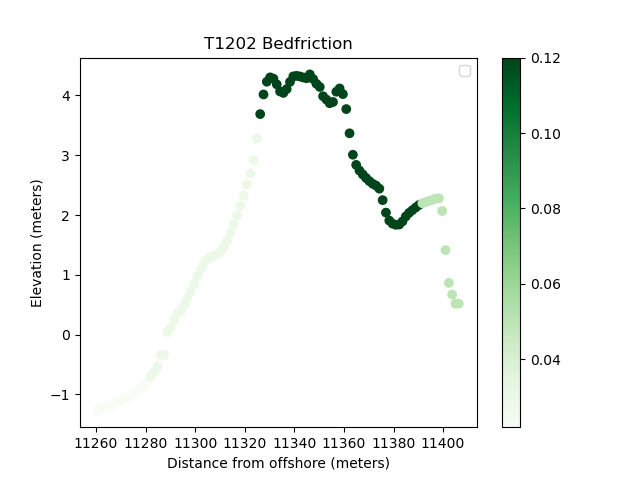 T1202 Bedfriction
Elevation (meters)
4
3
2
1
0
−1
11260 11280 11300 11320 11340 11360 11380 11400
Distance from offshore (meters)
0.12
0.10
0.08
0.06
0.04